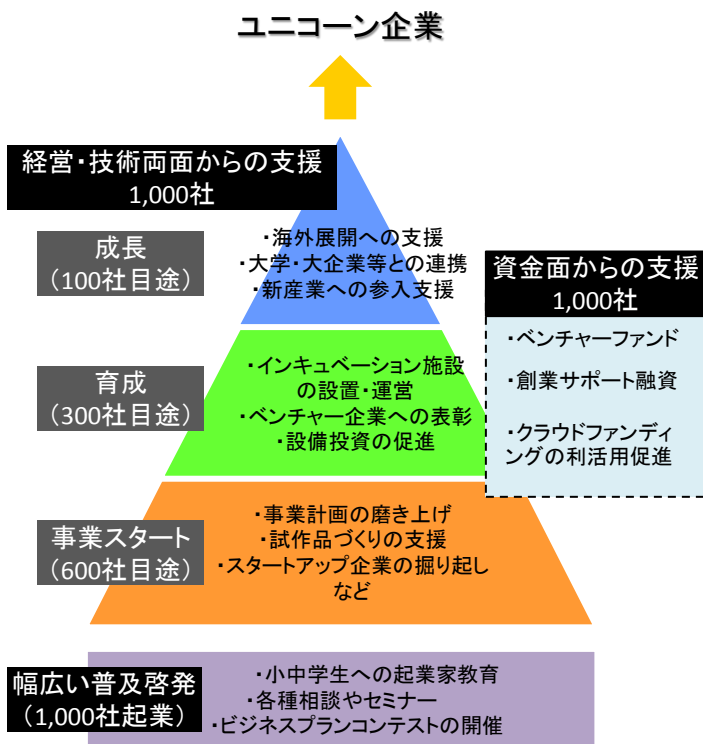 ユニコーン企業
経営・技術両面からの支援
1,000社
成長
（100社目途）
・海外展開への支援
・大学・大企業等との連携
・新産業への参入支援
資金面からの支援
1,000社
・ベンチャーファンド
・創業サポート融資
・クラウドファンディ
ングの利活用促進
育成
（300社目途）
・インキュベーション施設
の設置・運営
・ベンチャー企業への表彰
・設備投資の促進
事業スタート
（600社目途）
・事業計画の磨き上げ
・試作品づくりの支援
・スタートアップ企業の掘り起し
など
幅広い普及啓発
（1,000社起業）
・小中学生への起業家教育
・各種相談やセミナー
・ビジネスプランコンテストの開催